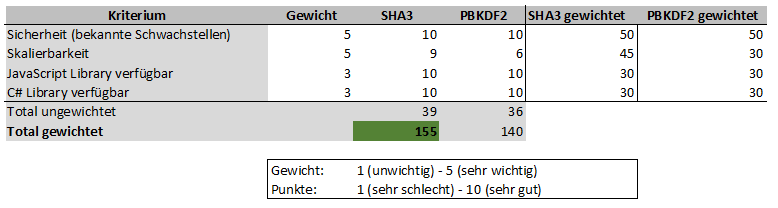 Kriterium Gewicht SHA3 PBKDF2 SHA3 gewichtet PBKDF2 gewichtet
Sicherheit (bekannte Schwachstellen) 5 10 10 50 50
Skalierbarkeit 5 9 6 45 30
JavaScript Library verfügbar 3 10 10 30 30
C# Library verfügbar 3 10 10 30 30
Total ungewichtet 39 36
Total gewichtet 155 140
Gewicht: 1 (unwichtig) - 5 (sehr wichtig)
Punkte: 1 (sehr schlecht) - 10 (sehr gut)